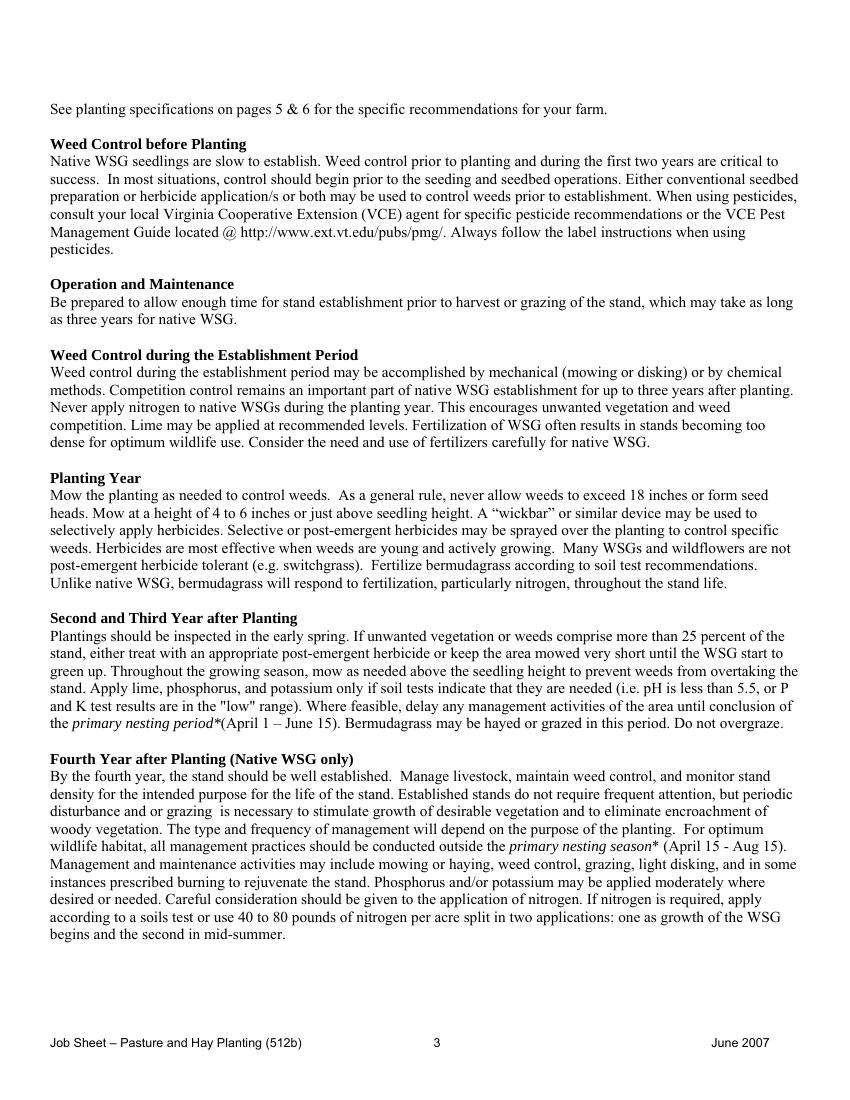 See planting specifications on pages 5 & 6 for the specific recommendations for your farm.
Weed Control before Planting
Native WSG seedlings are slow to establish. Weed control prior to planting and during the first two years are critical to
success.  In most situations, control should begin prior to the seeding and seedbed operations. Either conventional seedbed
preparation or herbicide application/s or both may be used to control weeds prior to establishment. When using pesticides,
consult your local Virginia Cooperative Extension (VCE) agent for specific pesticide recommendations or the VCE Pest
Management Guide located @ http://www.ext.vt.edu/pubs/pmg/. Always follow the label instructions when using
pesticides.
Operation and Maintenance
Be prepared to allow enough time for stand establishment prior to harvest or grazing of the stand, which may take as long
as three years for native WSG.
Weed Control during the Establishment Period
Weed control during the establishment period may be accomplished by mechanical (mowing or disking) or by chemical
methods. Competition control remains an important part of native WSG establishment for up to three years after planting.
Never apply nitrogen to native WSGs during the planting year. This encourages unwanted vegetation and weed
competition. Lime may be applied at recommended levels. Fertilization of WSG often results in stands becoming too
dense for optimum wildlife use. Consider the need and use of fertilizers carefully for native WSG.
Planting Year
Mow the planting as needed to control weeds.  As a general rule, never allow weeds to exceed 18 inches or form seed
heads. Mow at a height of 4 to 6 inches or just above seedling height. A “wickbar” or similar device may be used to
selectively apply herbicides. Selective or post-emergent herbicides may be sprayed over the planting to control specific
weeds. Herbicides are most effective when weeds are young and actively growing.  Many WSGs and wildflowers are not
post-emergent herbicide tolerant (e.g. switchgrass).  Fertilize bermudagrass according to soil test recommendations.
Unlike native WSG, bermudagrass will respond to fertilization, particularly nitrogen, throughout the stand life.
Second and Third Year after Planting
Plantings should be inspected in the early spring. If unwanted vegetation or weeds comprise more than 25 percent of the
stand, either treat with an appropriate post-emergent herbicide or keep the area mowed very short until the WSG start to
green up. Throughout the growing season, mow as needed above the seedling height to prevent weeds from overtaking the
stand. Apply lime, phosphorus, and potassium only if soil tests indicate that they are needed (i.e. pH is less than 5.5, or P
and K test results are in the "low" range). Where feasible, delay any management activities of the area until conclusion of
the primary nesting period*(April 1 – June 15). Bermudagrass may be hayed or grazed in this period. Do not overgraze.
Fourth Year after Planting (Native WSG only)
By the fourth year, the stand should be well established.  Manage livestock, maintain weed control, and monitor stand
density for the intended purpose for the life of the stand. Established stands do not require frequent attention, but periodic
disturbance and or grazing  is necessary to stimulate growth of desirable vegetation and to eliminate encroachment of
woody vegetation. The type and frequency of management will depend on the purpose of the planting.  For optimum
wildlife habitat, all management practices should be conducted outside the primary nesting season* (April 15 - Aug 15).
Management and maintenance activities may include mowing or haying, weed control, grazing, light disking, and in some
instances prescribed burning to rejuvenate the stand. Phosphorus and/or potassium may be applied moderately where
desired or needed. Careful consideration should be given to the application of nitrogen. If nitrogen is required, apply
according to a soils test or use 40 to 80 pounds of nitrogen per acre split in two applications: one as growth of the WSG
begins and the second in mid-summer.
Job Sheet – Pasture and Hay Planting (512b) 3 June 2007